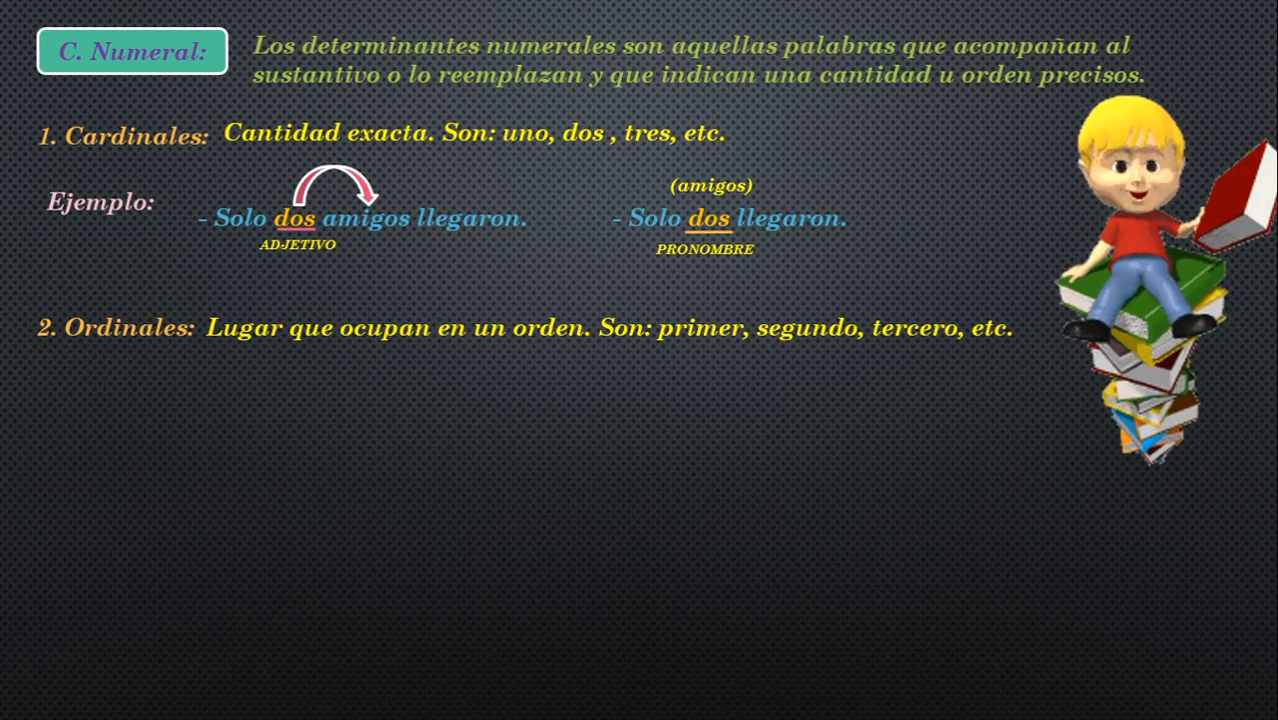 C. Numeral:
Los determinantes numerales son aquellas palabras que acompañan al
sustantivo o lo reemplazan y que indican una cantidad u orden precisos.
1. Cardinales: Cantidad exacta. Son: uno, dos , tres, etc.
(amigos)
Ejemplo: - Solo dos amigos llegaron. - Solo dos llegaron.
ADJETIVO PRONOMBRE
2. Ordinales: Lugar que ocupan en un orden. Son: primer, segundo, tercero, etc.